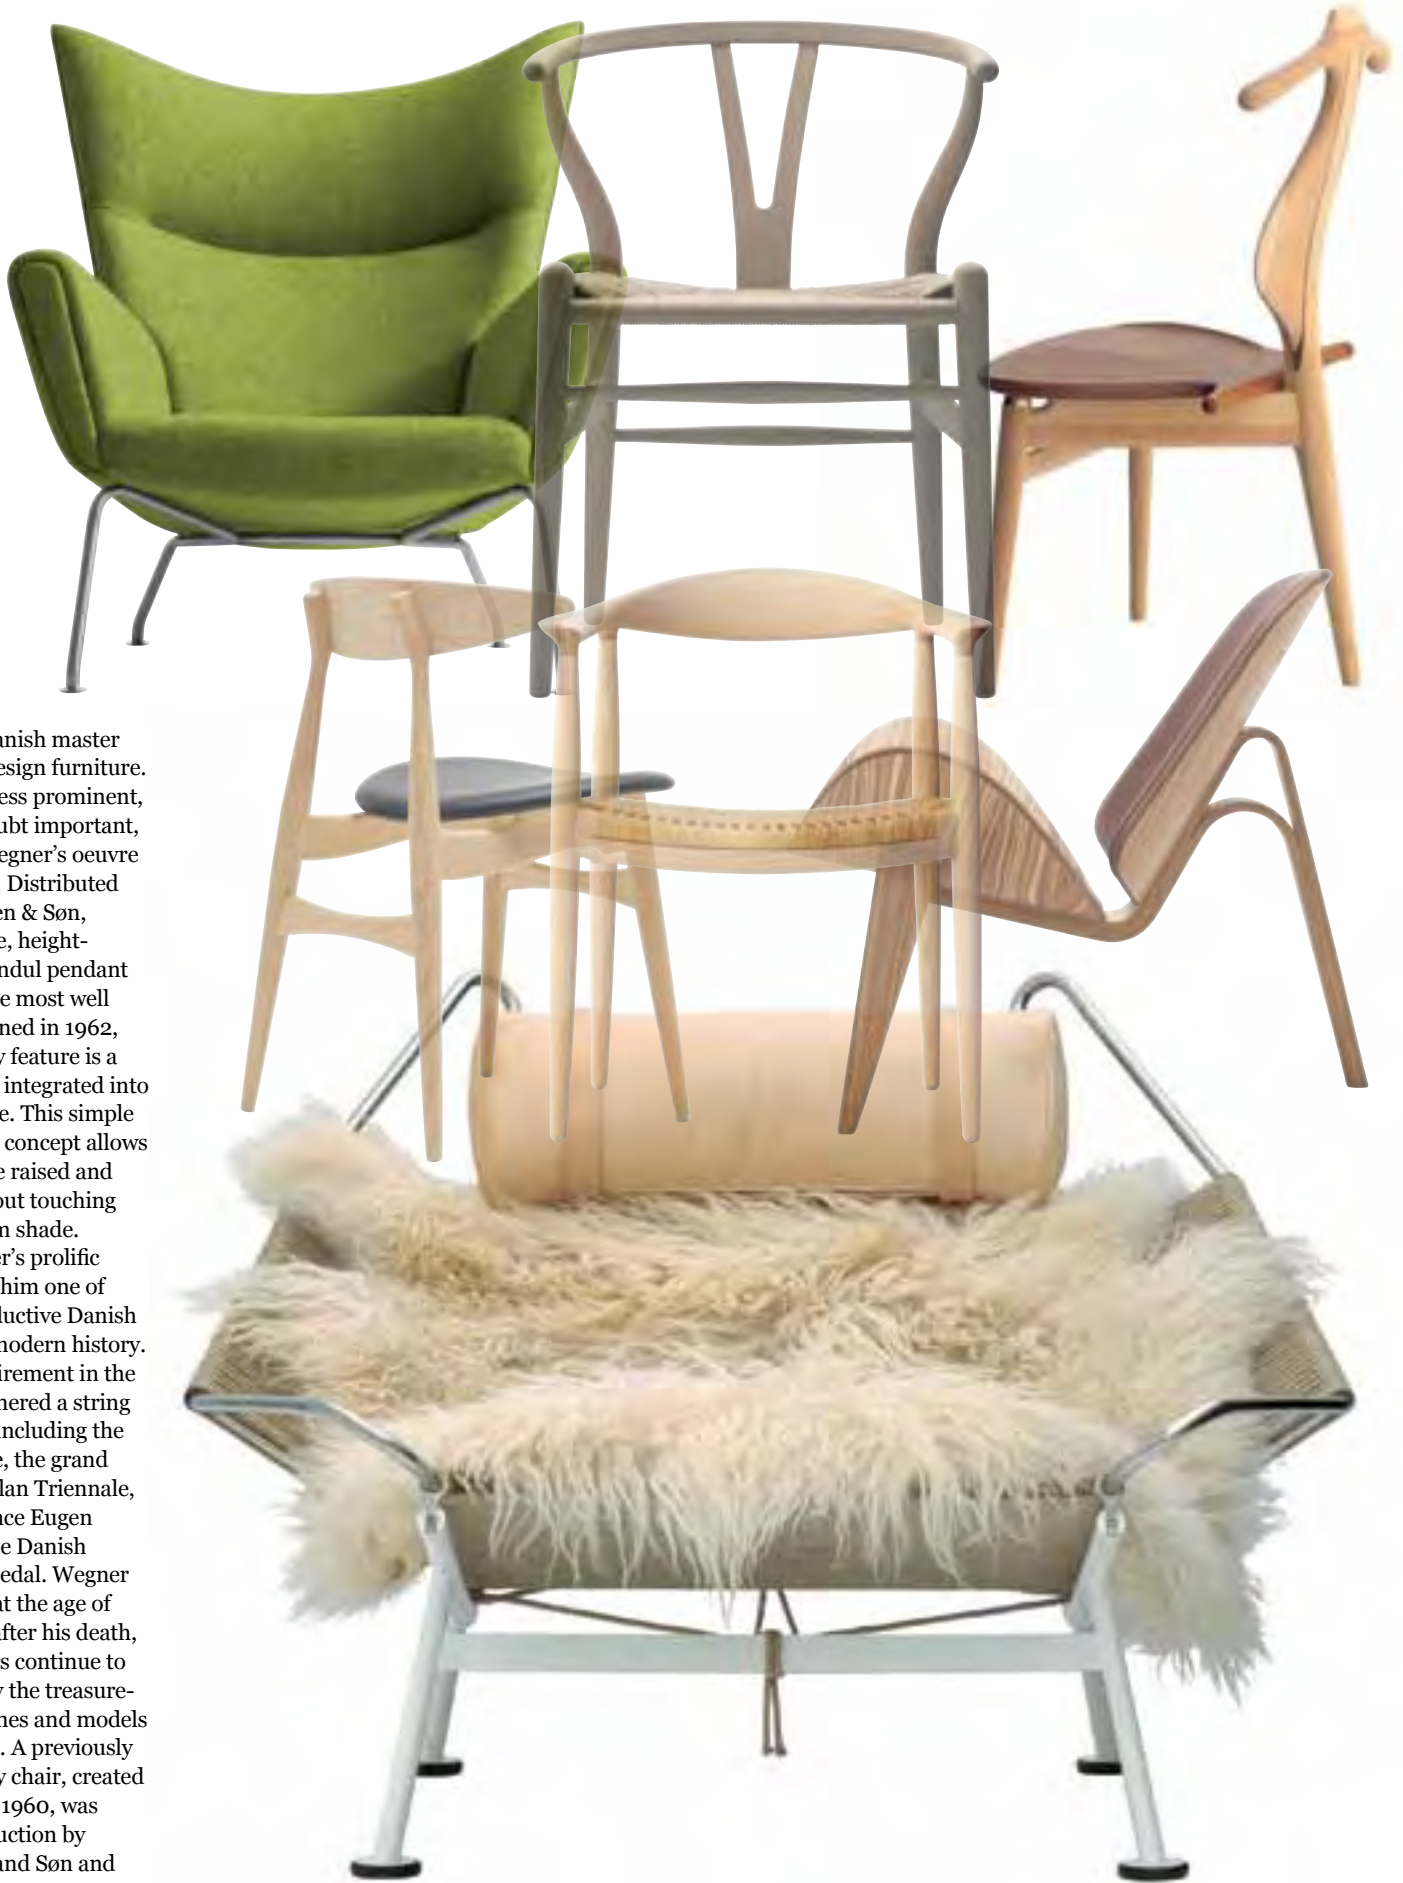 anish master
esign furniture.
ess prominent,
ubt important,
egner’s oeuvre
. Distributed
en & Søn,
e, height-
ndul pendant
e most well
ned in 1962,
y feature is a
integrated into
e. This simple
concept allows
e raised and
out touching
m shade.
er’s prolific
him one of
luctive Danish
modern history.
irement in the
hered a string
including the
e, the grand
lan Triennale,
nce Eugen
e Danish
edal. Wegner
at the age of
after his death,
rs continue to
y the treasure-
hes and models
. A previously
y chair, created
1960, was
uction by
and Søn and